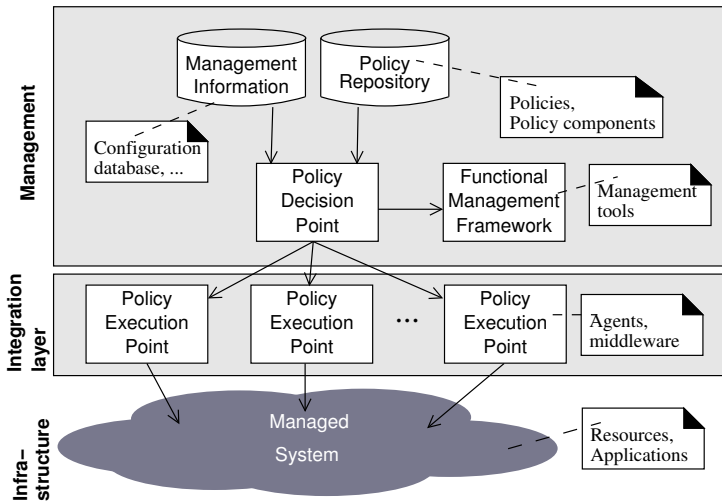 Management
Management
Information
Policy
Repository
Policies,
Policy components
Configuration
database, ...
Policy
Decision
Point
Functional
Management
Framework
Management
tools
Integration
layer
Policy
Execution
Point
Policy
Execution
Point
...
Policy
Execution
Point
Agents,
middleware
Infra-
structure
Managed
System
Resources,
Applications